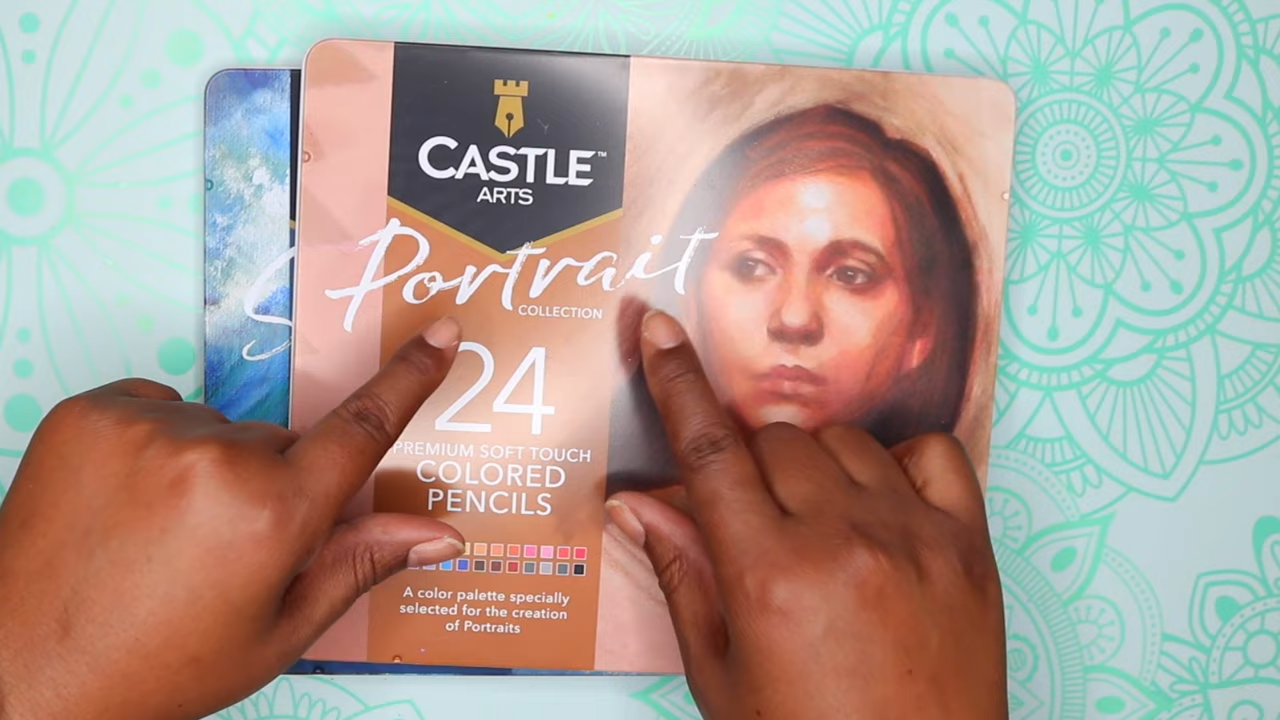 CASTLE™
ARTS
Portrait
COLLECTION
24
PREMIUM SOFT TOUCH
COLORED
PENCILS
A color palette specially
selected for the creation
of Portraits